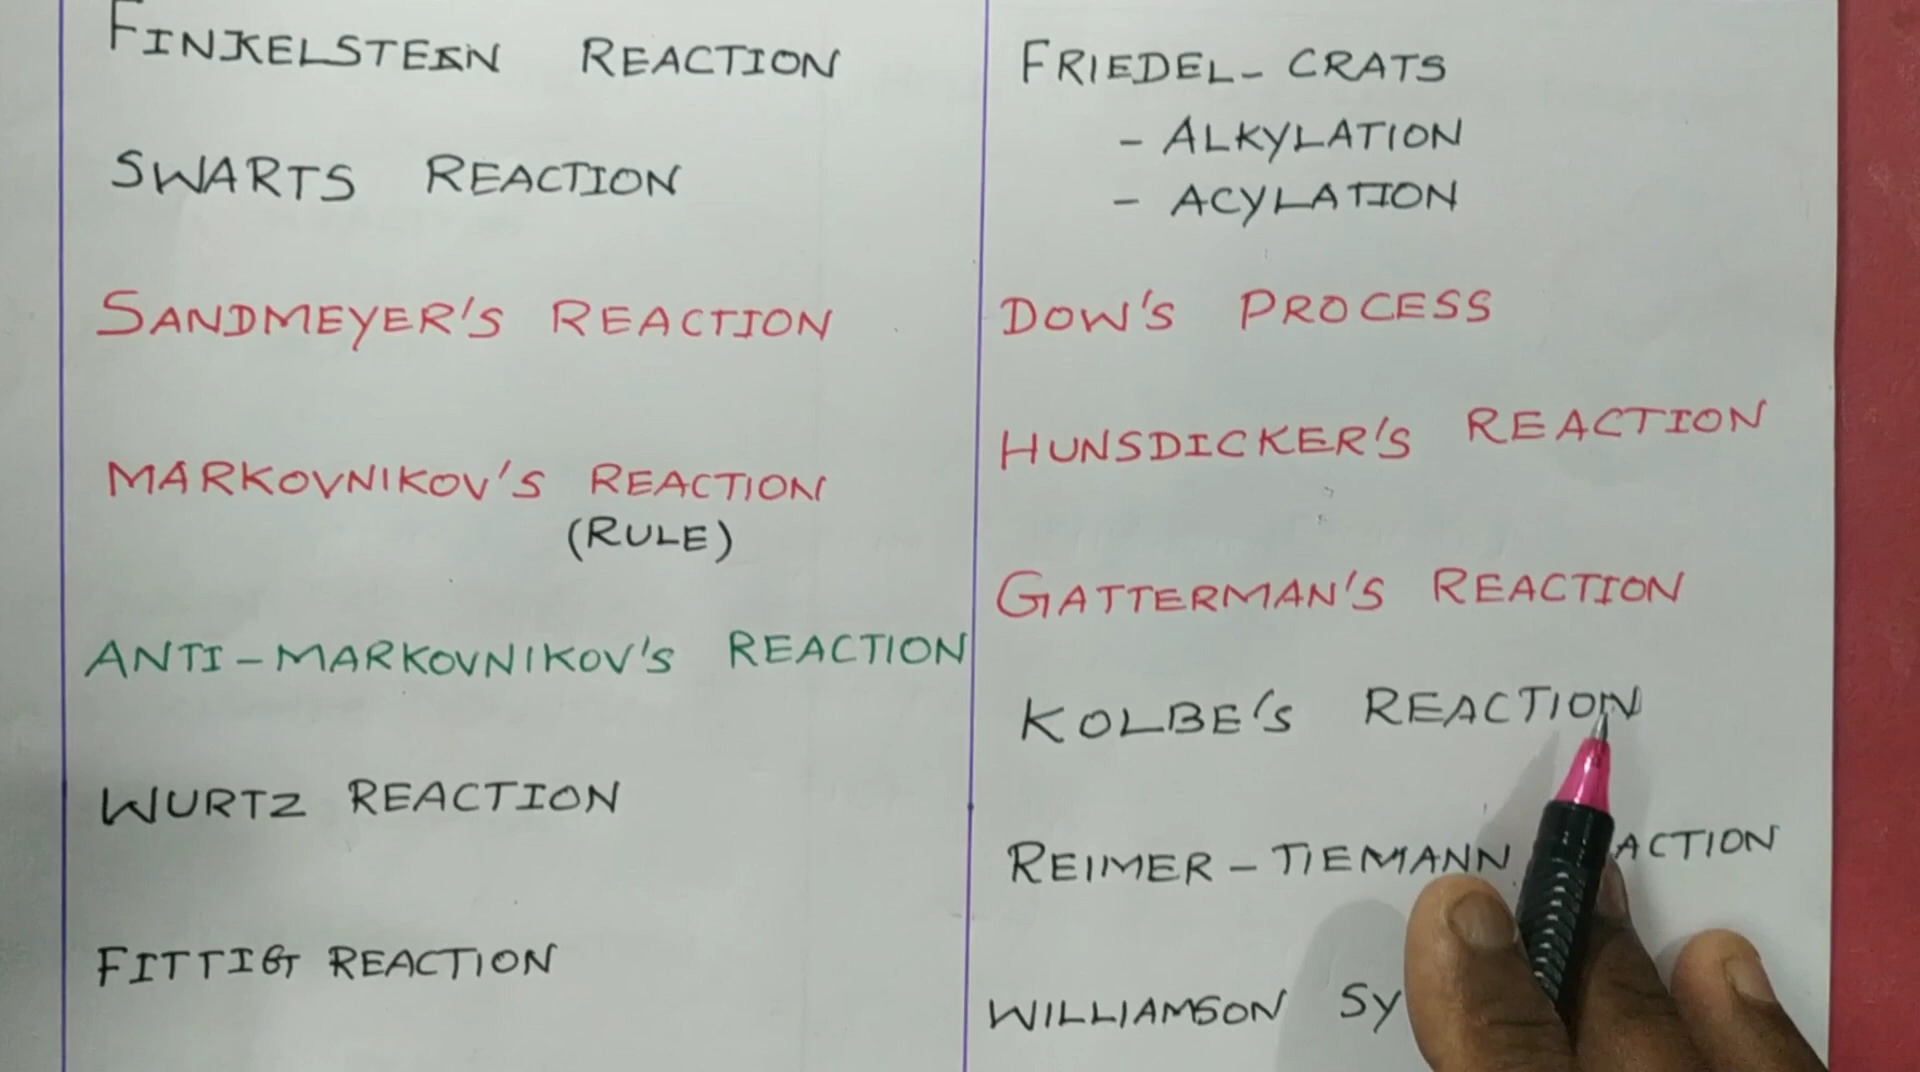 FINKELSTEIN REACTION
SWARTS REACTION
SANDMEYER'S REACTION
MARKOVNIKOV'S REACTION
(RULE)
ANTI-MARKOVNIKOV'S REACTION
WURTZ REACTION
FITTIG REACTION
FRIEDEL-CRATS
- ALKYLATION
- ACYLATION
DOW'S PROCESS
HUNSDICKER'S REACTION
GATTERMAN'S REACTION
KOLBE'S REACTION
REIMER-TIEMANN ACTION
WILLIAMSON SY